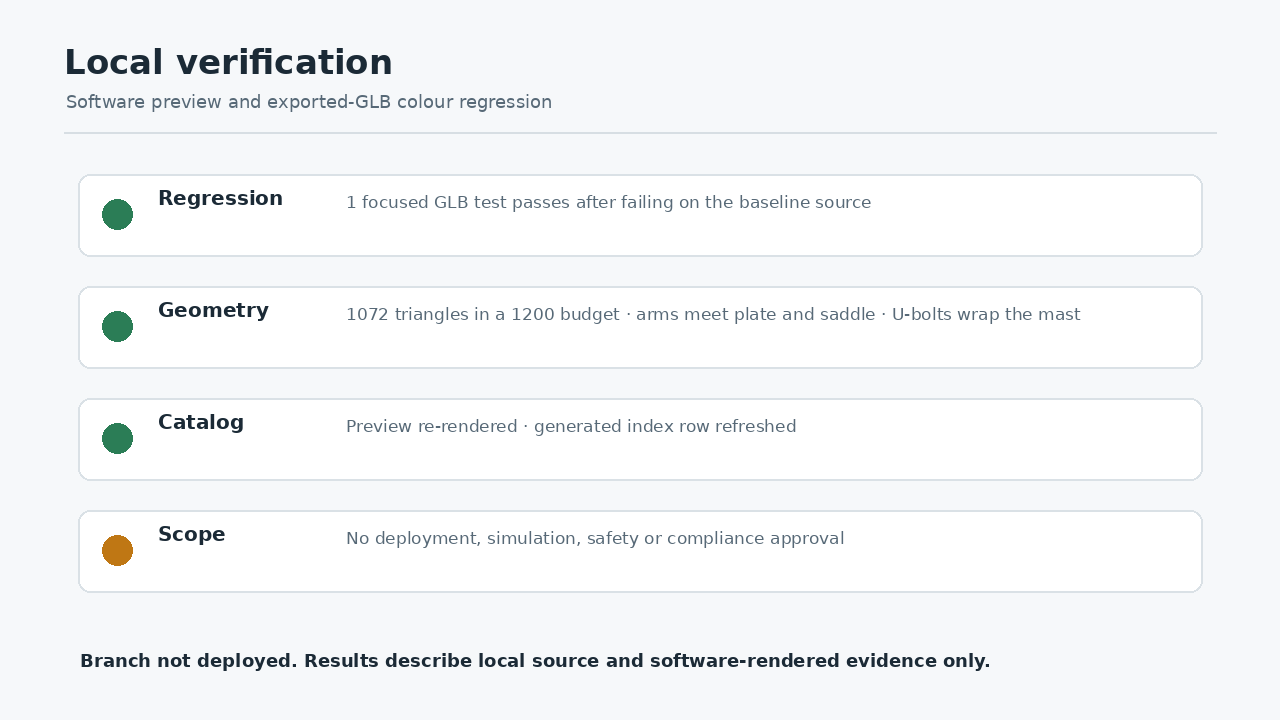 Local verification
Software preview and exported-GLB colour regression
Regression
1 focused GLB test passes after failing on the baseline source
Geometry
1072 triangles in a 1200 budget · arms meet plate and saddle · U-bolts wrap the mast
Catalog
Preview re-rendered · generated index row refreshed
Scope
No deployment, simulation, safety or compliance approval
Branch not deployed. Results describe local source and software-rendered evidence only.